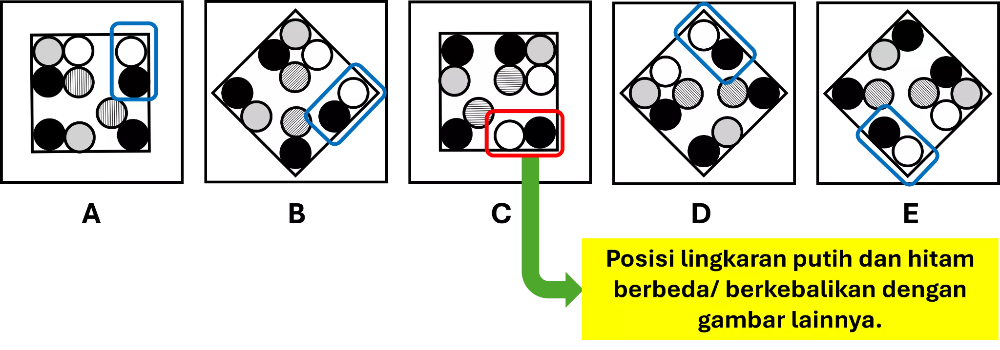 A B C D E
Posisi lingkaran putih dan hitam
berbeda/ berkebalikan dengan
gambar lainnya.